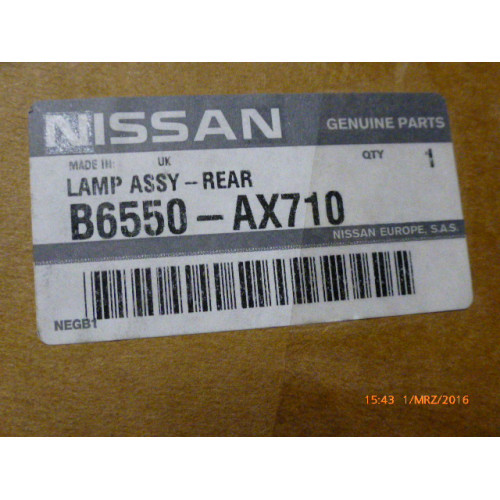 NISSAN GENUINE PARTS
MADE IN: UK QTY 1
LAMP ASSY – REAR
B6550 – AX710
NISSAN EUROPE, S.A.S.
NEGB1
15:43 1/MRZ/2016